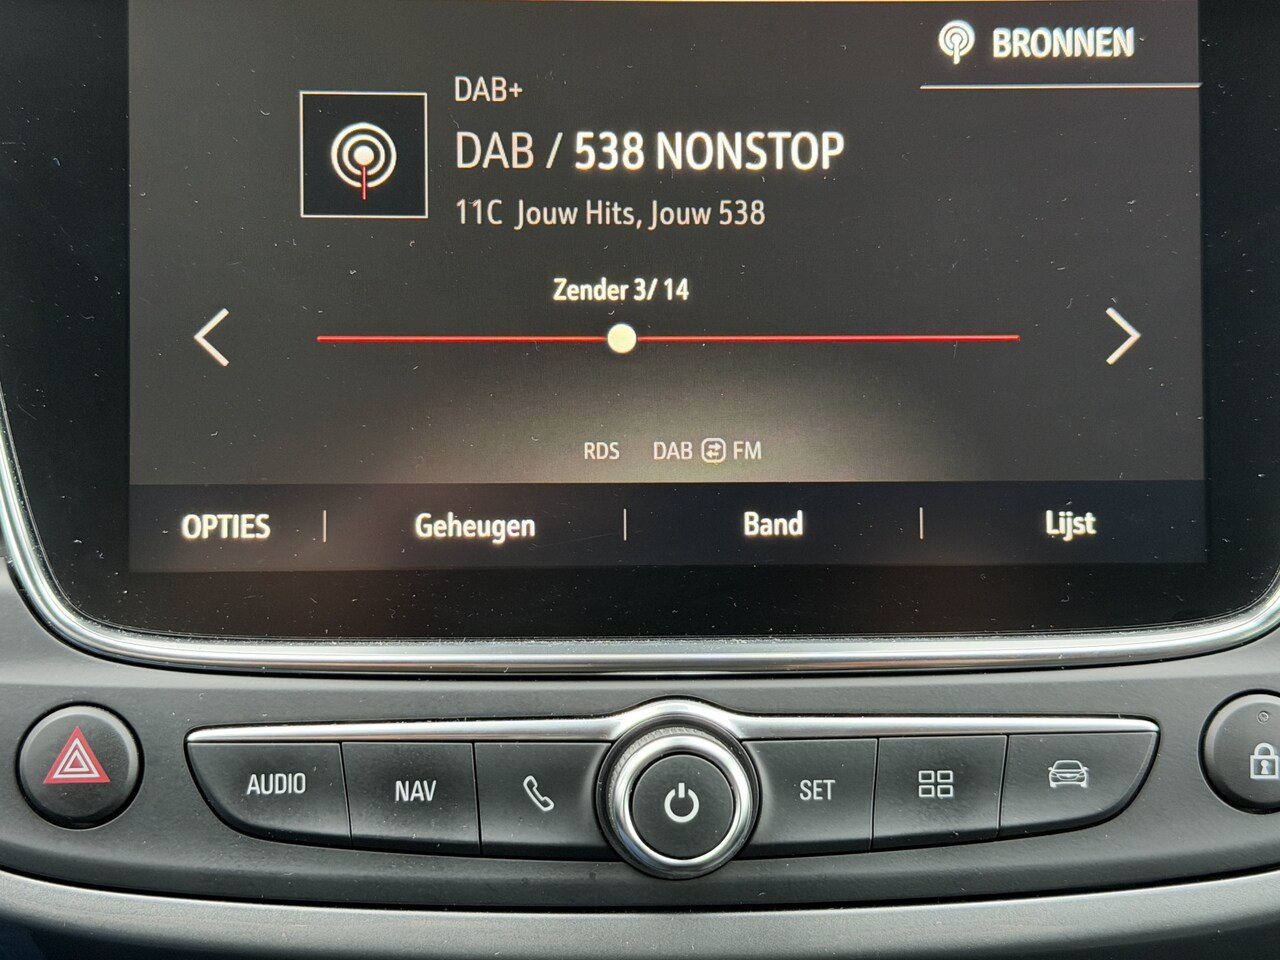 BRONNEN
DAB+
DAB / 538 NONSTOP
11C Jouw Hits, Jouw 538
Zender 3/ 14
RDS DAB FM
OPTIES | Geheugen | Band | Lijst
AUDIO NAV SET